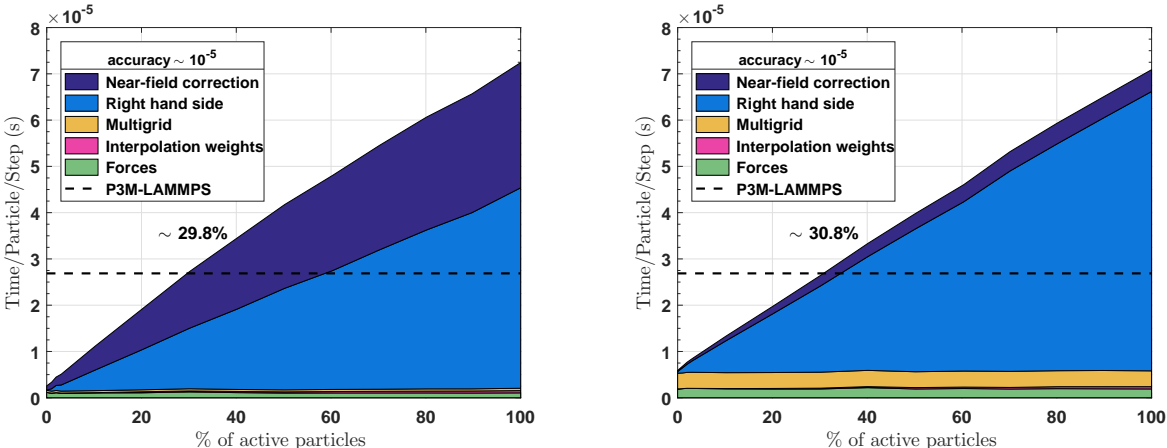 ×10⁻⁵
8
7
6
5
4
3
2
1
0
Time/Particle/Step (s)
accuracy ~ 10⁻⁵
Near-field correction
Right hand side
Multigrid
Interpolation weights
Forces
P3M-LAMMPS
~ 29.8%
0 20 40 60 80 100
% of active particles
×10⁻⁵
8
7
6
5
4
3
2
1
0
Time/Particle/Step (s)
accuracy ~ 10⁻⁵
Near-field correction
Right hand side
Multigrid
Interpolation weights
Forces
P3M-LAMMPS
~ 30.8%
0 20 40 60 80 100
% of active particles